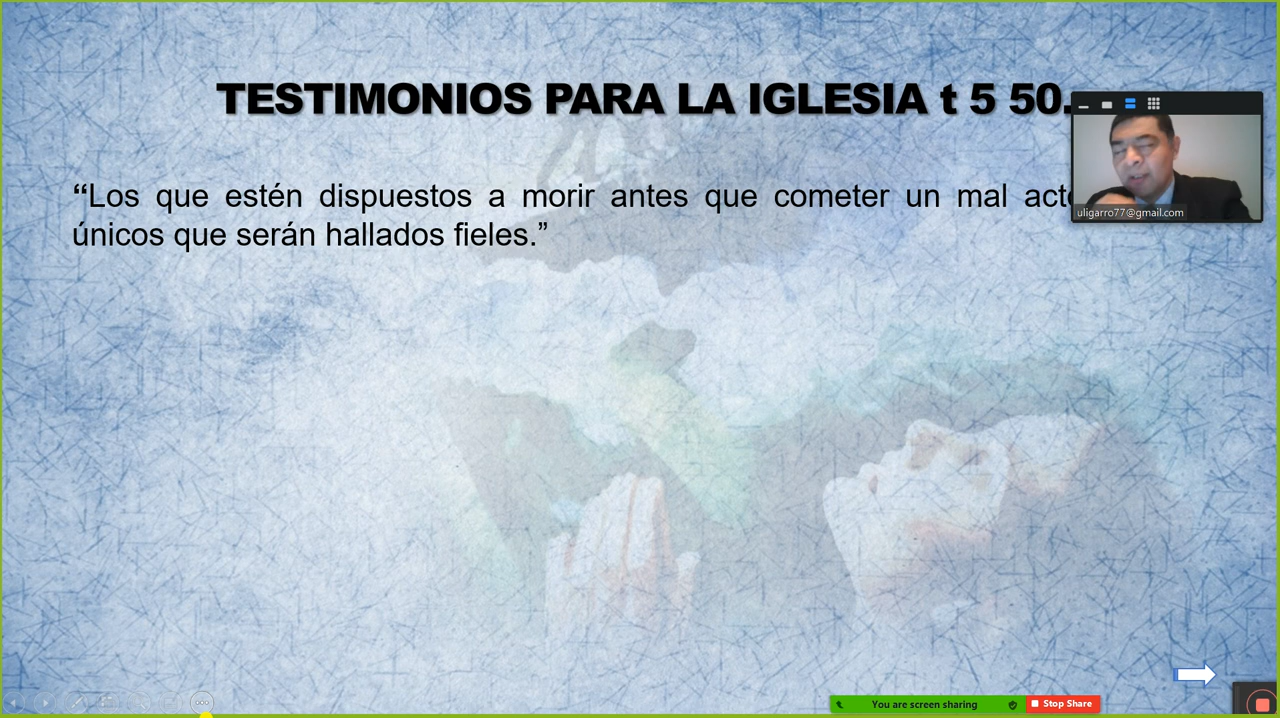 TESTIMONIOS PARA LA IGLESIA t 5 50.
“Los que estén dispuestos a morir antes que cometer un mal
únicos que serán hallados fieles.”
uligarro77@gmail.com
You are screen sharing
Stop Share